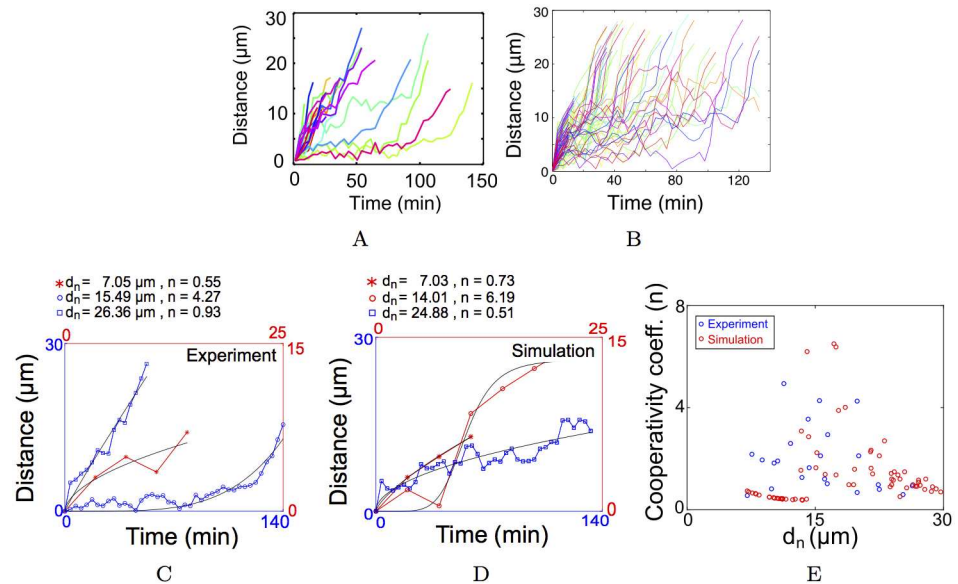 30
20
10
0
Distance (µm)
0 50 100 150
Time (min)
A
30
20
10
5
0
Distance (µm)
0 40 60 80 120
Time (min)
B
dn = 7.05 µm , n = 0.55
dn = 15.49 µm , n = 4.27
dn = 26.36 µm , n = 0.93
0 25
30 15
Experiment
Distance (µm)
0 0
0 140
Time (min)
C
dn = 7.03 , n = 0.73
dn = 14.01 , n = 6.19
dn = 24.88 , n = 0.51
0 25
30 15
Simulation
Distance (µm)
0 0
0 140
Time (min)
D
8
4
0
Cooperativity coeff. (n)
Experiment
Simulation
0 15 30
dn (µm)
E